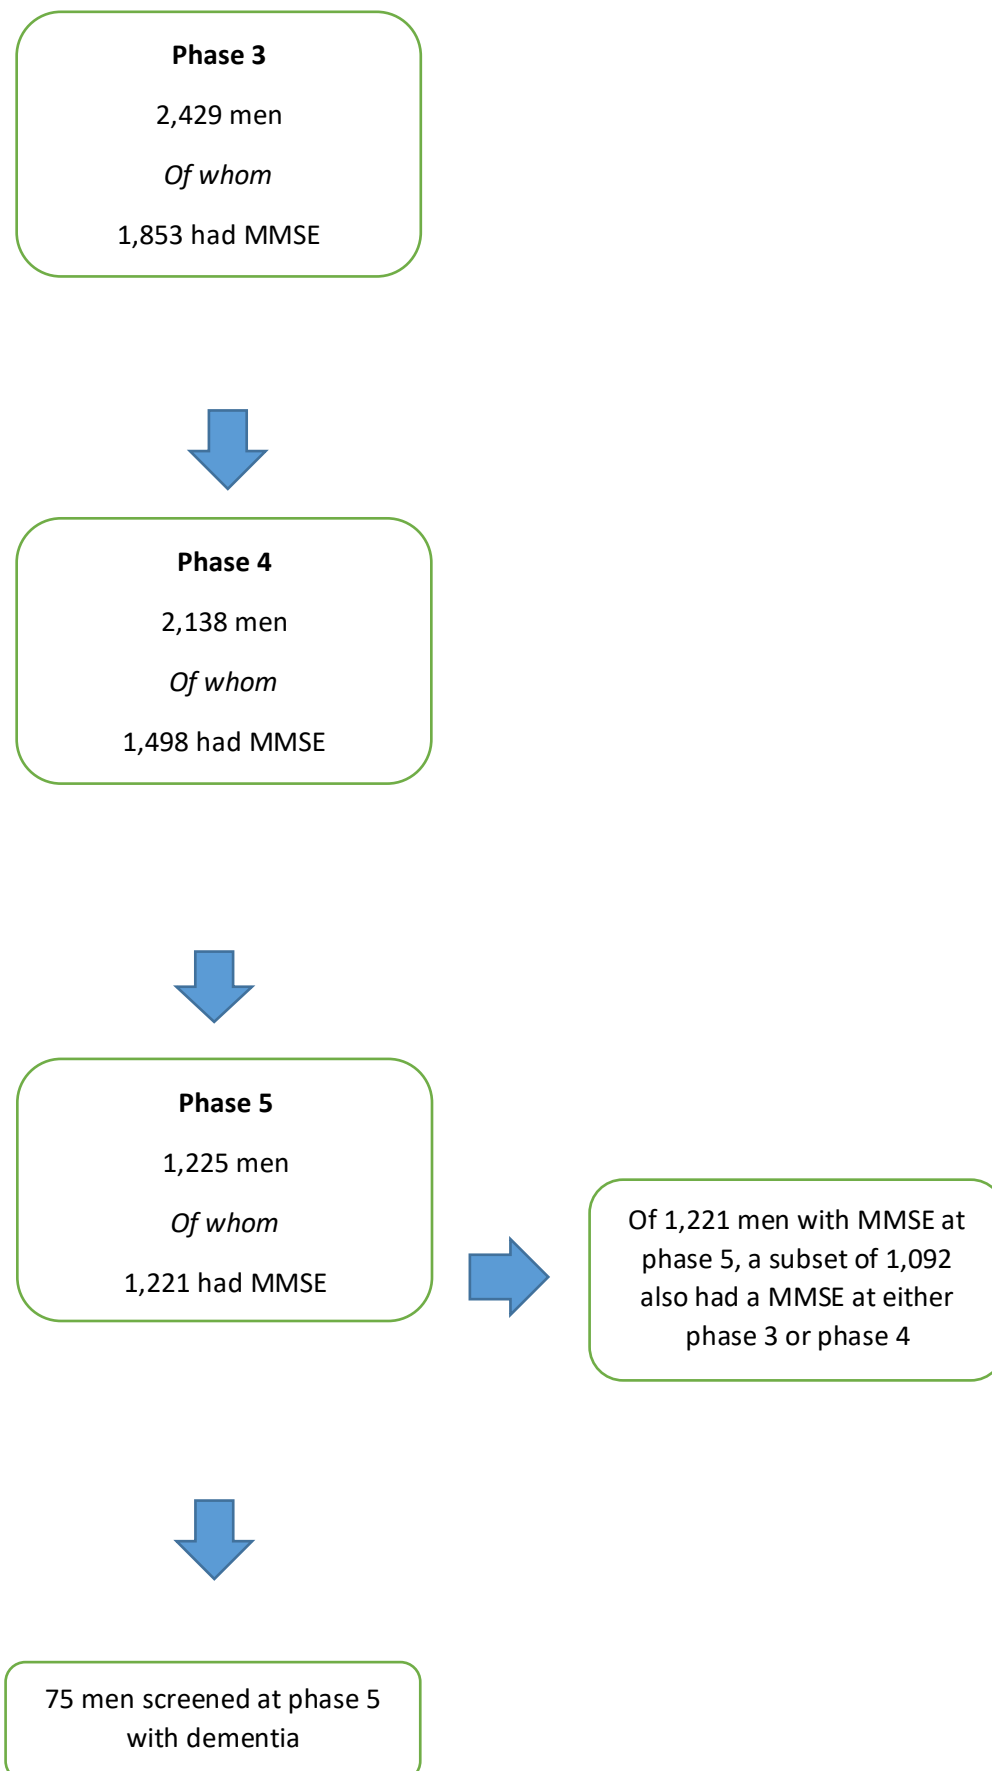 Phase 3
2,429 men
Of whom
1,853 had MMSE
Phase 4
2,138 men
Of whom
1,498 had MMSE
Phase 5
1,225 men
Of whom
1,221 had MMSE
Of 1,221 men with MMSE at
phase 5, a subset of 1,092
also had a MMSE at either
phase 3 or phase 4
75 men screened at phase 5
with dementia